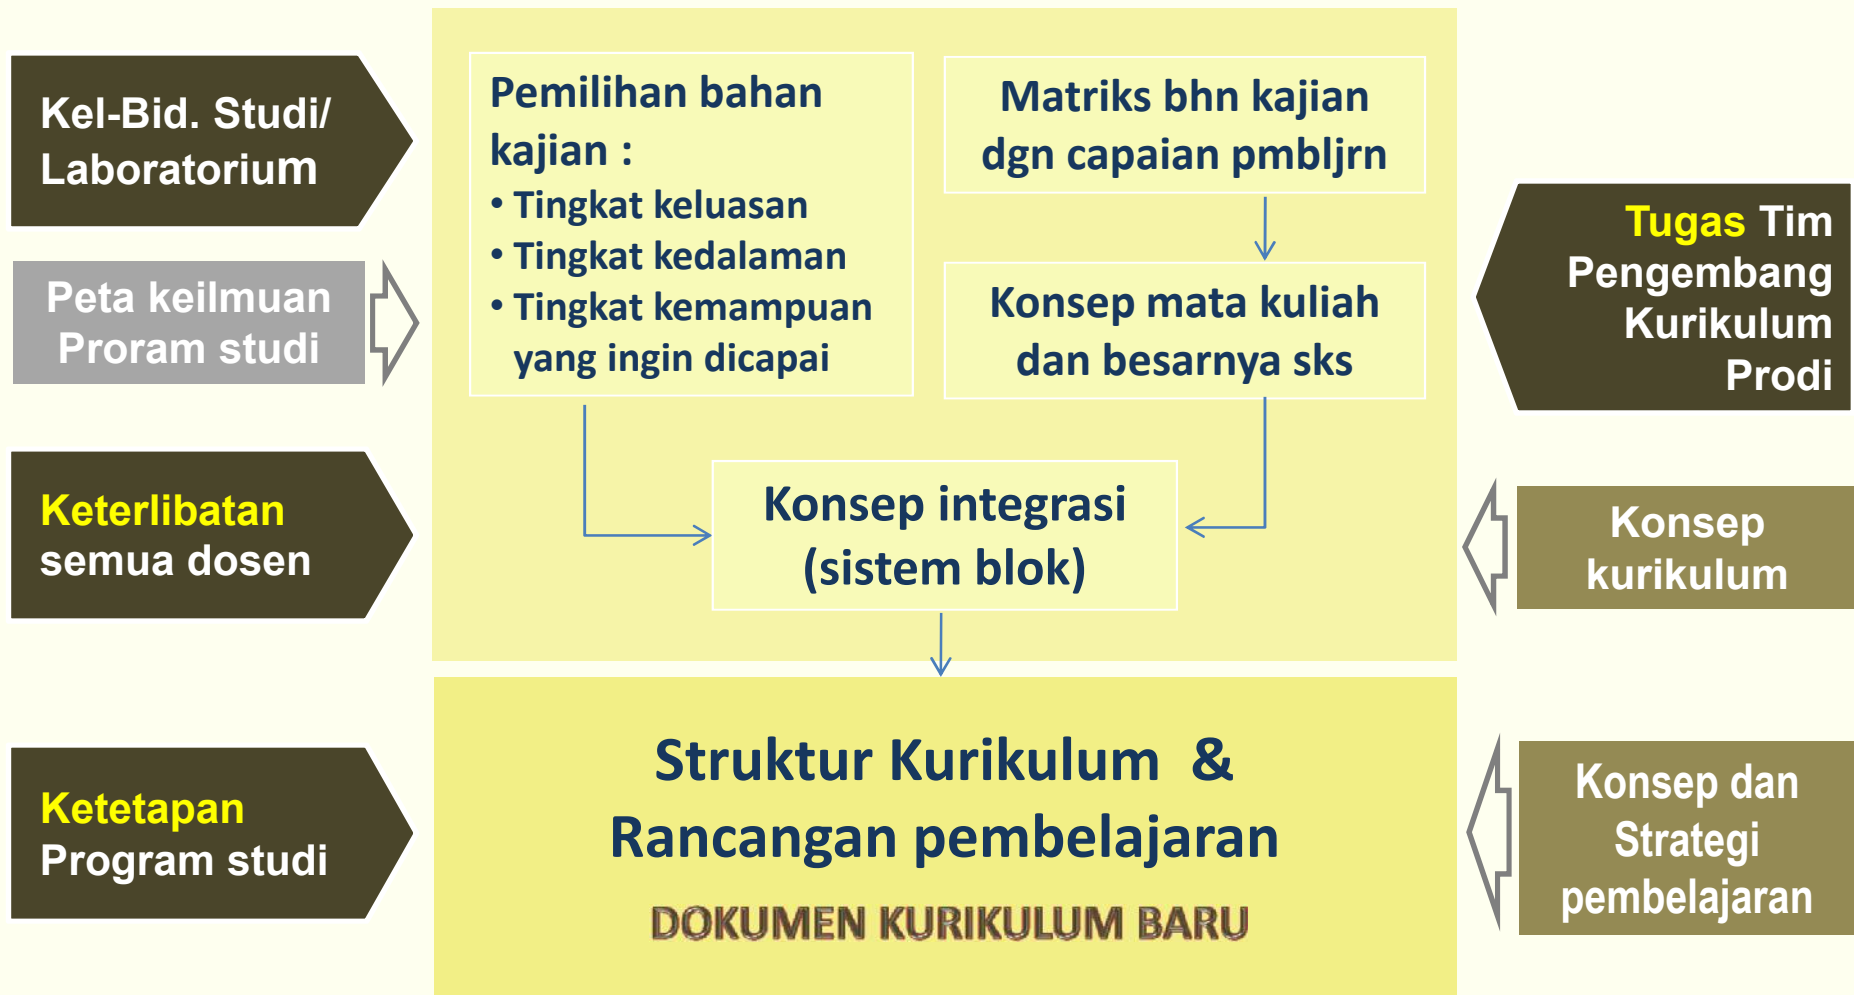 Kel-Bid. Studi/
Laboratorium
Peta keilmuan
Proram studi
Keterlibatan
semua dosen
Ketetapan
Program studi
Pemilihan bahan
kajian :
• Tingkat keluasan
• Tingkat kedalaman
• Tingkat kemampuan
yang ingin dicapai
Matriks bhn kajian
dgn capaian pmbljrn
Konsep mata kuliah
dan besarnya sks
Konsep integrasi
(sistem blok)
Struktur Kurikulum &
Rancangan pembelajaran
DOKUMEN KURIKULUM BARU
Tugas Tim
Pengembang
Kurikulum
Prodi
Konsep
kurikulum
Konsep dan
Strategi
pembelajaran